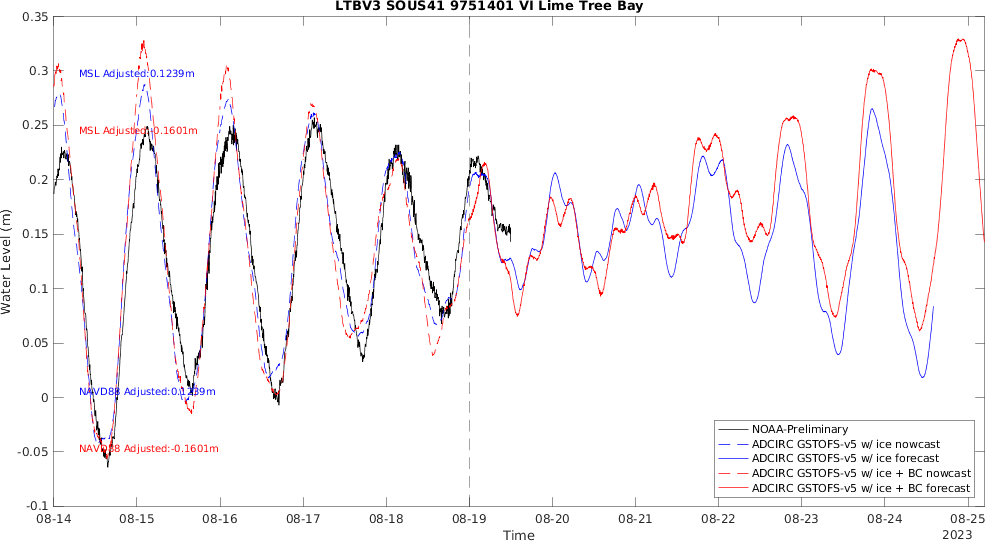 LTBV3 SOUS41 9751401 VI Lime Tree Bay
0.35
0.3
0.25
0.2
0.15
0.1
0.05
0
-0.05
-0.1
Water Level (m)
MSL Adjusted:0.1239m
MSL Adjusted:-0.1601m
NAVD88 Adjusted:0.1239m
NAVD88 Adjusted:-0.1601m
NOAA-Preliminary
ADCIRC GSTOFS-v5 w/ ice nowcast
ADCIRC GSTOFS-v5 w/ ice forecast
ADCIRC GSTOFS-v5 w/ ice + BC nowcast
ADCIRC GSTOFS-v5 w/ ice + BC forecast
08-14 08-15 08-16 08-17 08-18 08-19 08-20 08-21 08-22 08-23 08-24 08-25
Time
2023